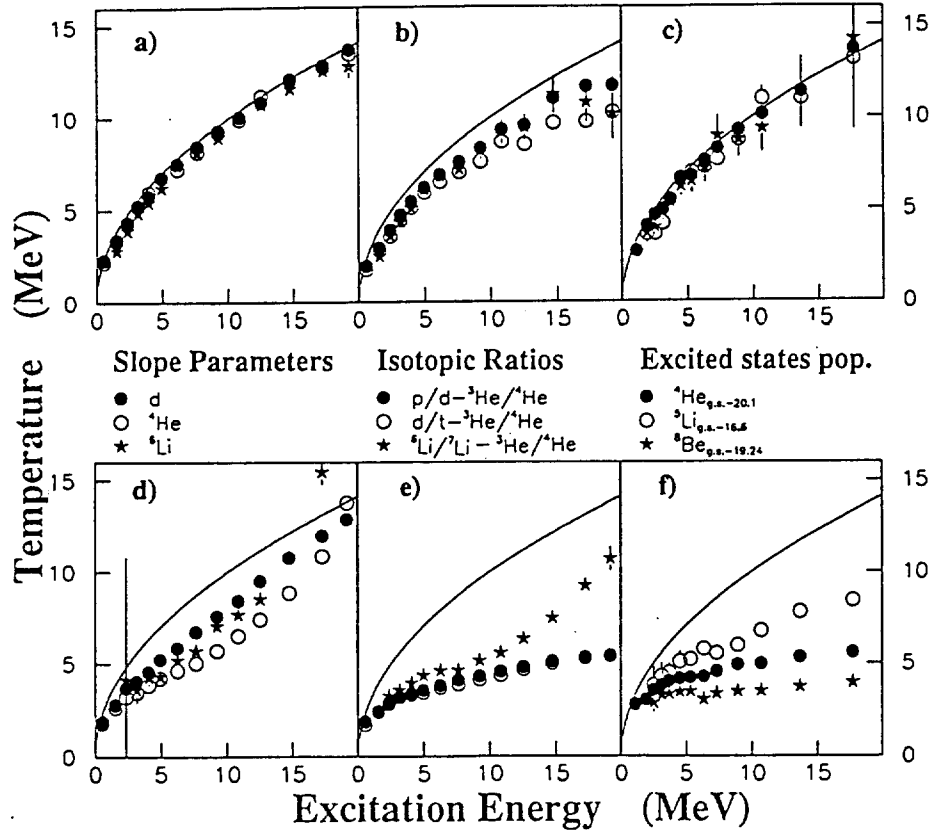 a)
b)
c)
15
10
5
0
15
10
5
0
0 5 10 15
0 5 10 15
0 5 10 15
Temperature (MeV)
Slope Parameters
● d
○ ⁴He
★ ⁶Li
Isotopic Ratios
● p/d-³He/⁴He
○ d/t-³He/⁴He
★ ⁶Li/⁷Li-³He/⁴He
Excited states pop.
● ⁴He g.s.-20.1
○ ⁵Li g.s.-16.6
★ ⁸Be g.s.-19.24
d)
e)
f)
15
10
5
0
15
10
5
0
0 5 10 15
0 5 10 15
0 5 10 15
Excitation Energy (MeV)